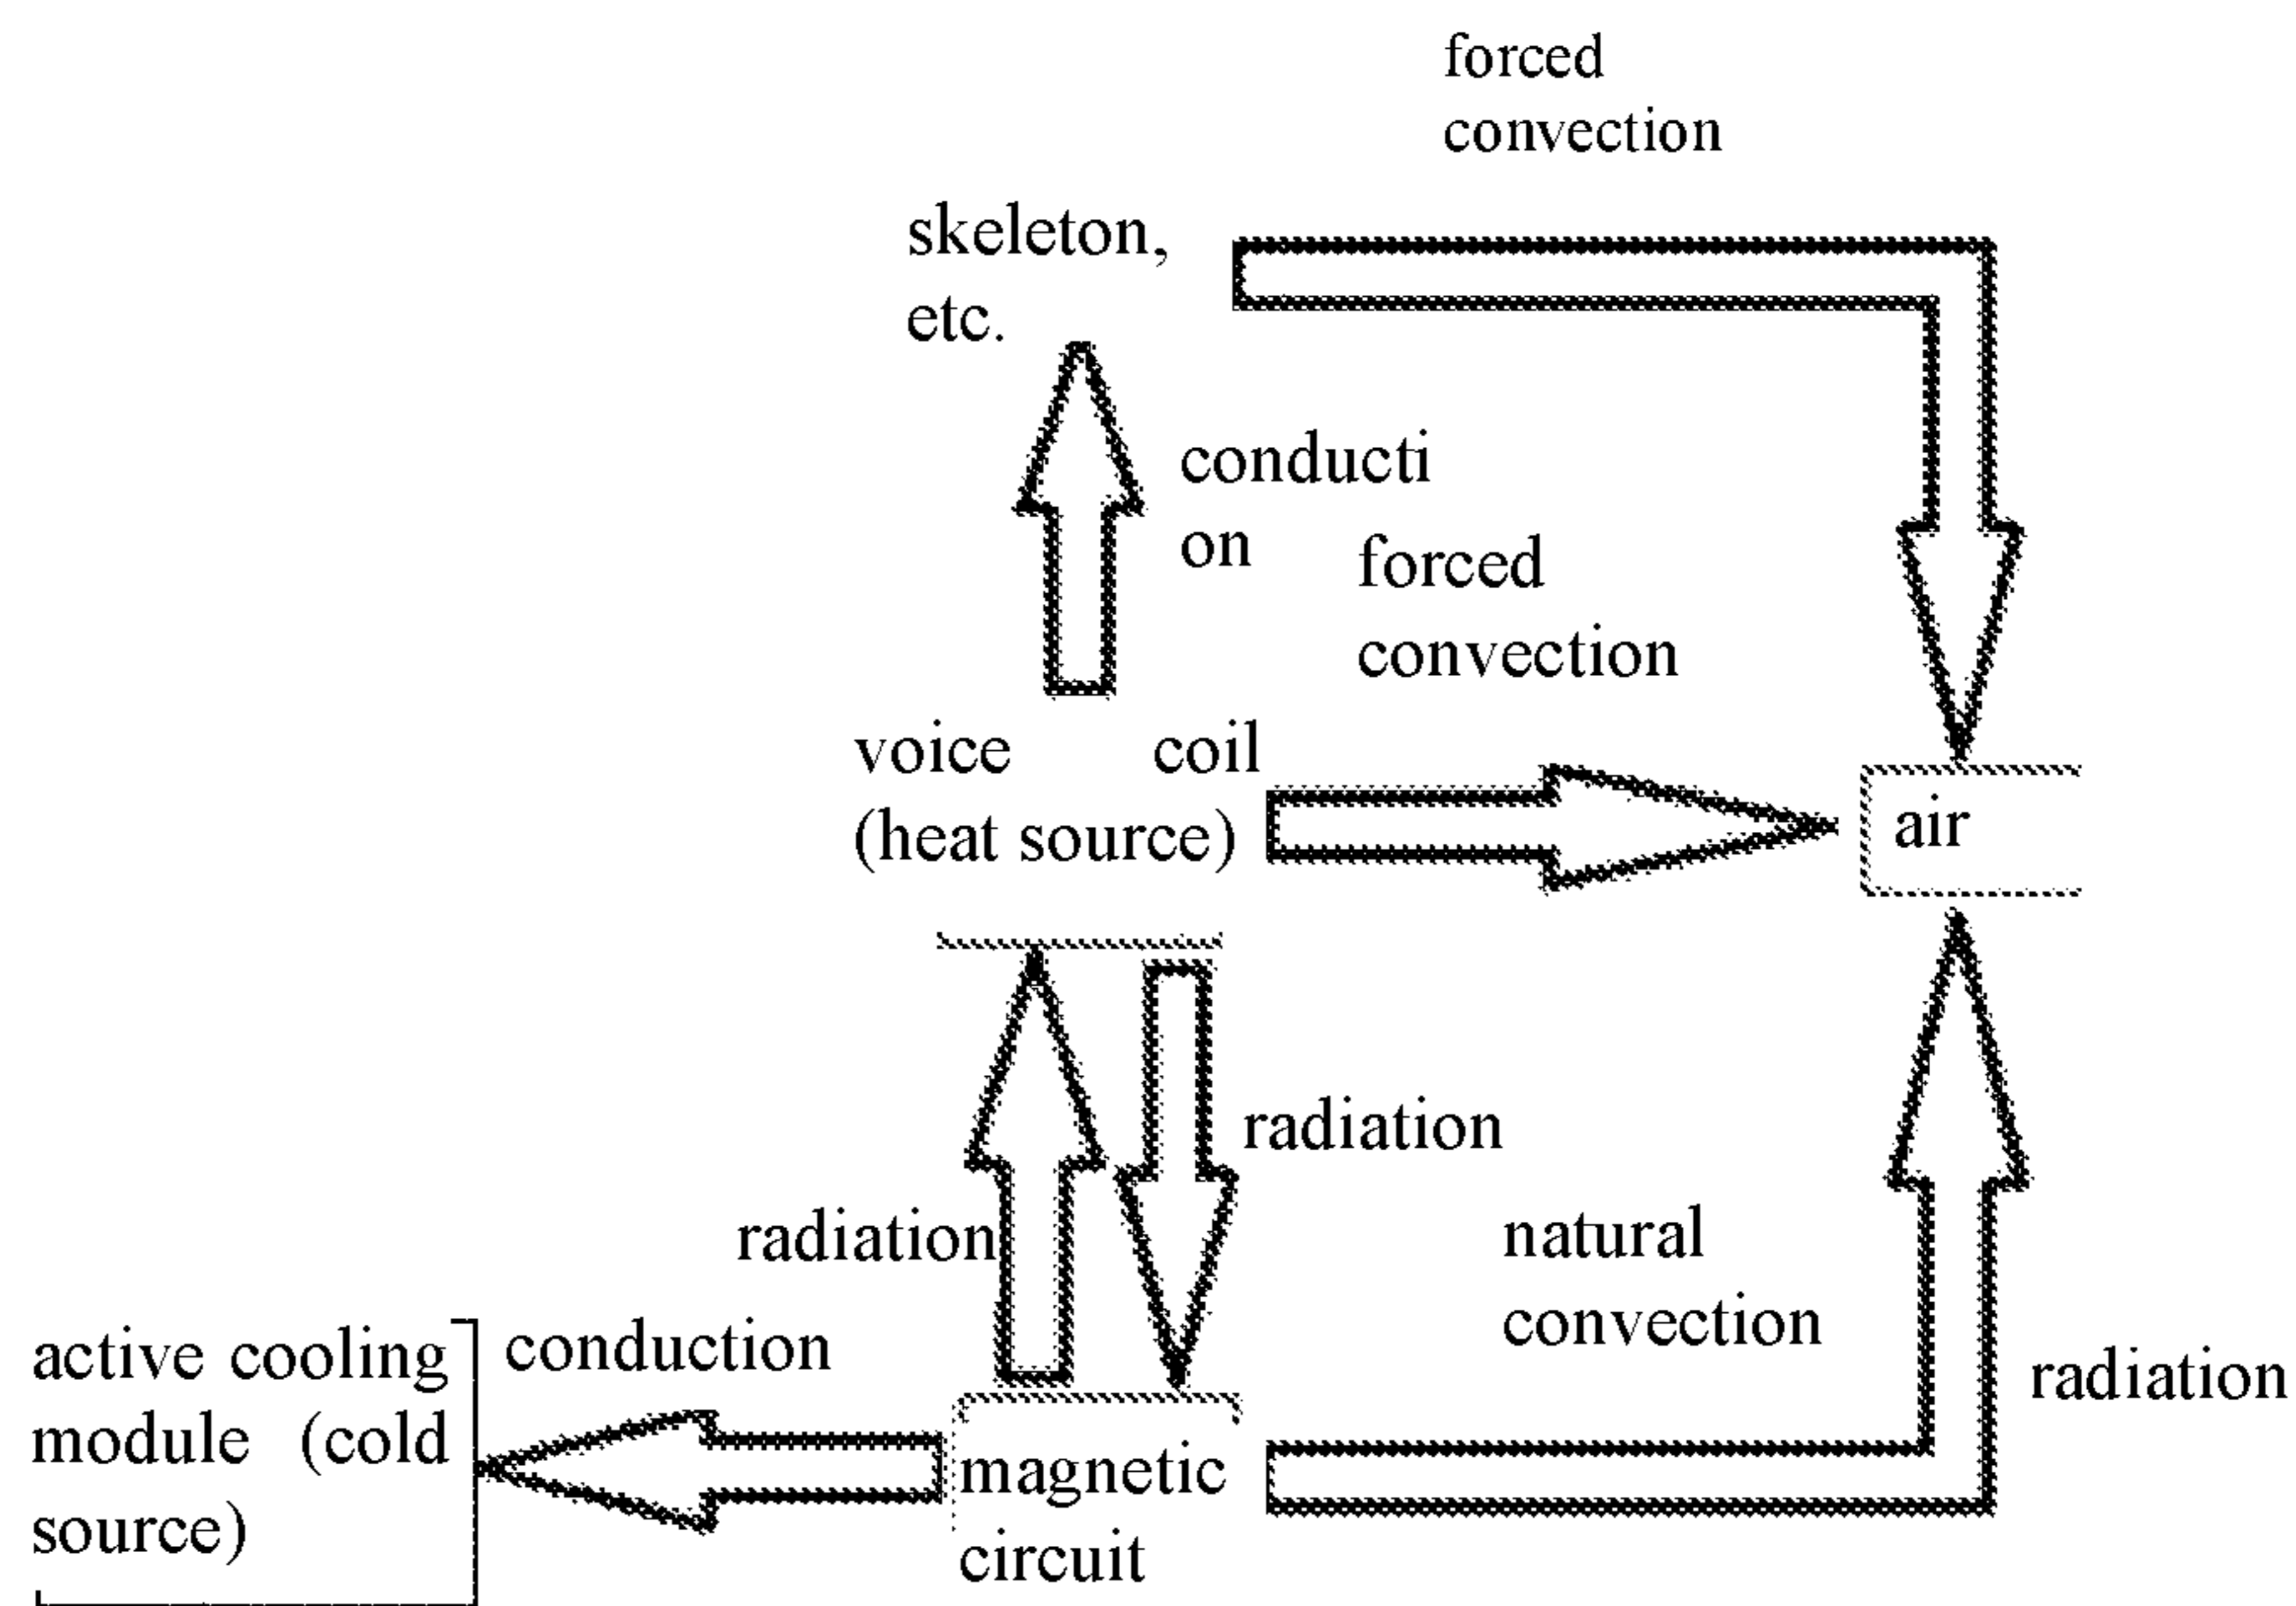 forced
convection
skeleton,
etc.
conducti
on
forced
convection
voice coil
(heat source)
air
radiation
radiation
natural
convection
radiation
active cooling
module (cold
source)
conduction
magnetic
circuit